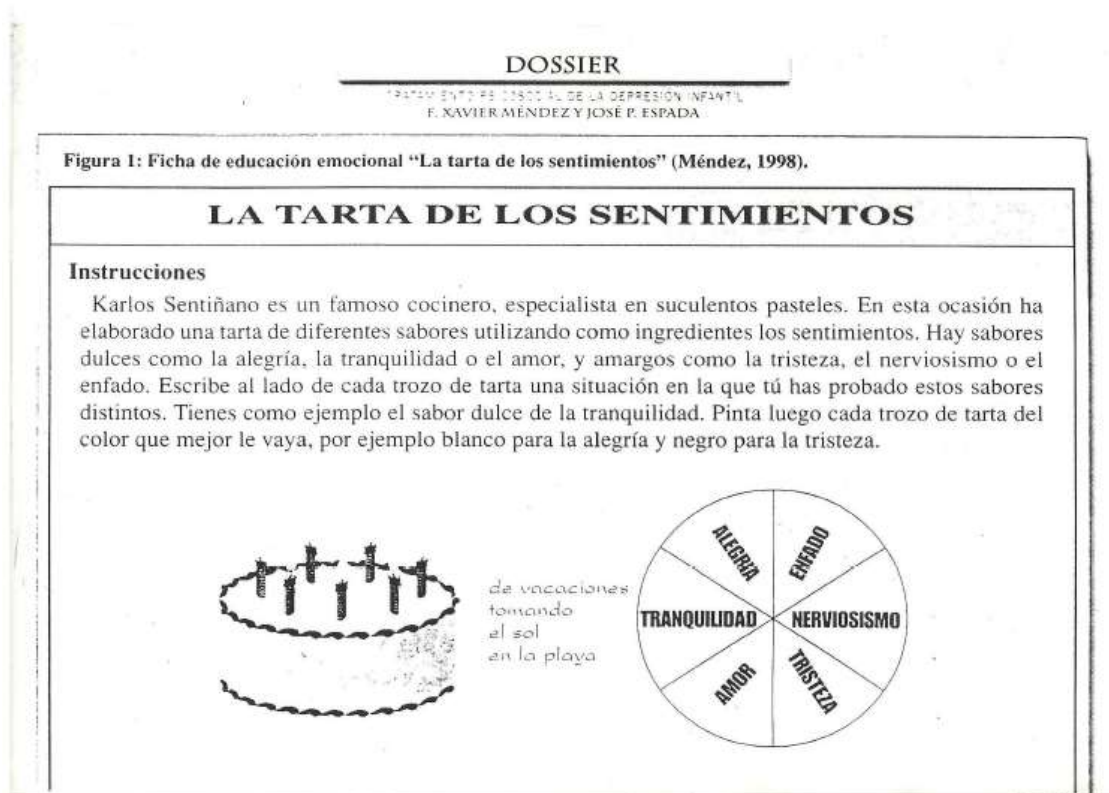 DOSSIER
TRATAMIENTO PSICOSOCIAL DE LA DEPRESIÓN INFANTIL
F. XAVIER MÉNDEZ Y JOSÉ P. ESPADA
Figura 1: Ficha de educación emocional “La tarta de los sentimientos” (Méndez, 1998).
LA TARTA DE LOS SENTIMIENTOS
Instrucciones
Karlos Sentiñano es un famoso cocinero, especialista en suculentos pasteles. En esta ocasión ha
elaborado una tarta de diferentes sabores utilizando como ingredientes los sentimientos. Hay sabores
dulces como la alegría, la tranquilidad o el amor, y amargos como la tristeza, el nerviosismo o el
enfado. Escribe al lado de cada trozo de tarta una situación en la que tú has probado estos sabores
distintos. Tienes como ejemplo el sabor dulce de la tranquilidad. Pinta luego cada trozo de tarta del
color que mejor le vaya, por ejemplo blanco para la alegría y negro para la tristeza.
de vacaciones
tomando
el sol
en la playa
ALEGRÍA
ENFADO
TRANQUILIDAD
NERVIOSISMO
AMOR
TRISTEZA